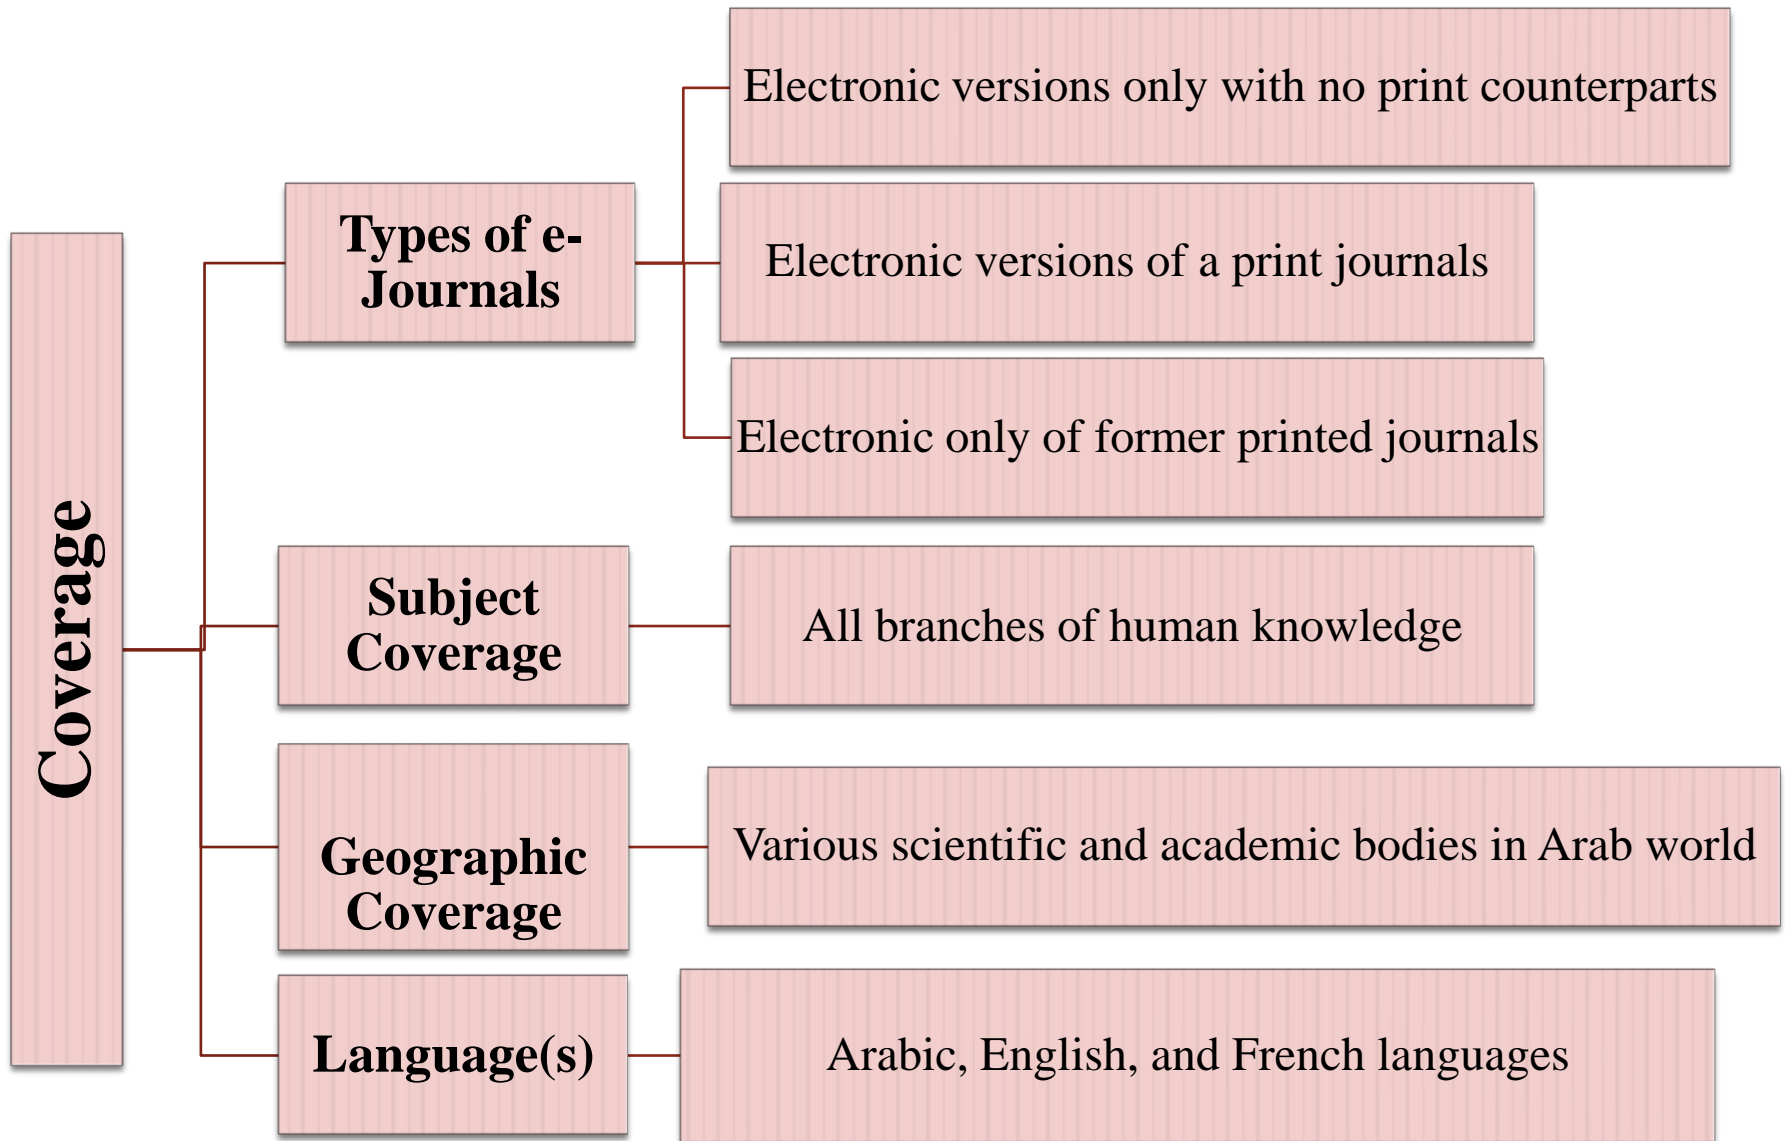 Coverage
Types of e-
Journals
Electronic versions only with no print counterparts
Electronic versions of a print journals
Electronic only of former printed journals
Subject
Coverage
All branches of human knowledge
Geographic
Coverage
Various scientific and academic bodies in Arab world
Language(s)
Arabic, English, and French languages